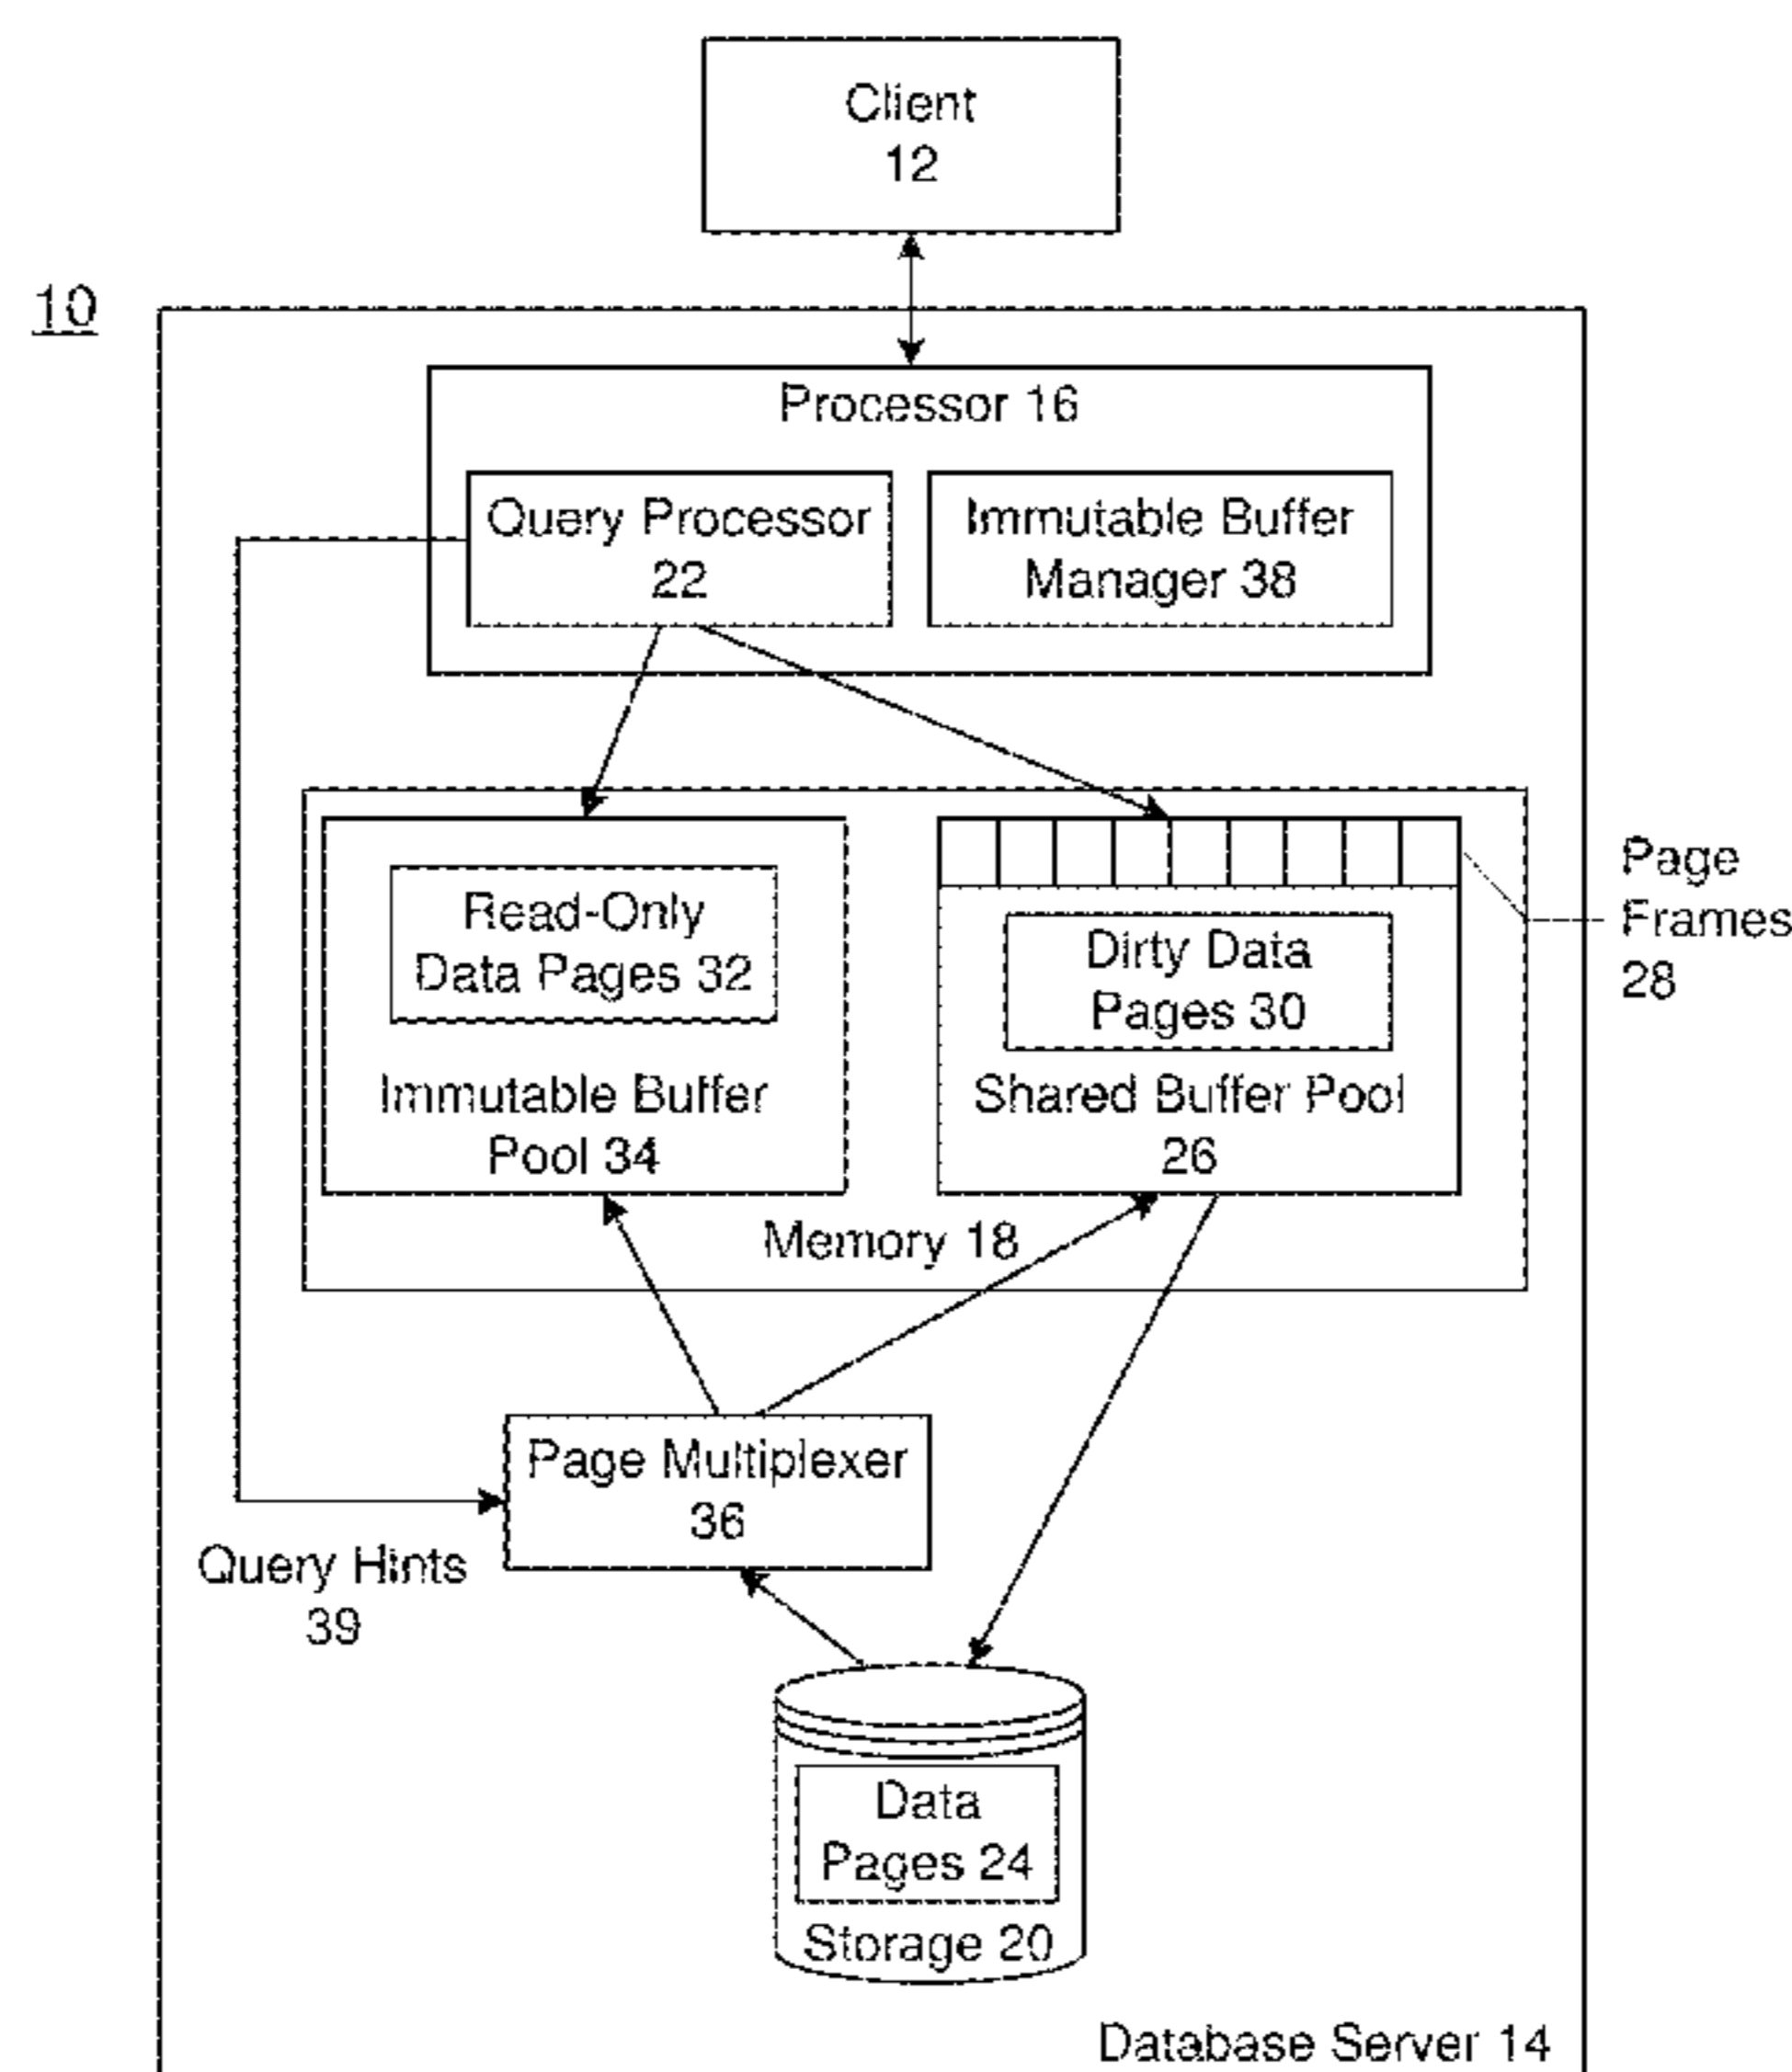 Client
12
10
Processor 16
Query Processor
22
Immutable Buffer
Manager 38
Read-Only
Data Pages 32
Immutable Buffer
Pool 34
Dirty Data
Pages 30
Shared Buffer Pool
26
Page
Frames
28
Memory 18
Page Multiplexer
36
Query Hints
39
Data
Pages 24
Storage 20
Database Server 14